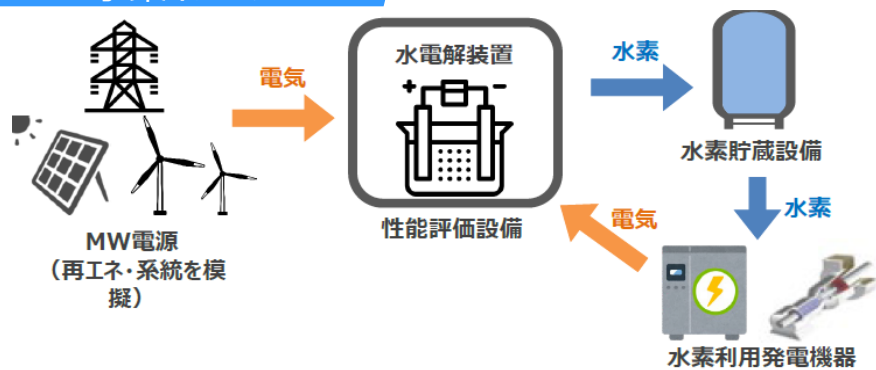 電気
水電解装置
水素
水素貯蔵設備
性能評価設備
電気
水素
MW電源
（再エネ・系統を模
擬）
水素利用発電機器